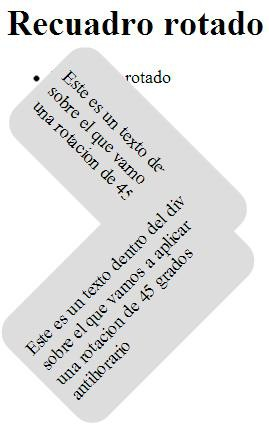 Recuadro rotado
rotado
Este es un texto de
sobre el que vamo
una rotacion de 45
Este es un texto dentro del div
sobre el que vamos a aplicar
una rotacion de 45 grados
antihorario